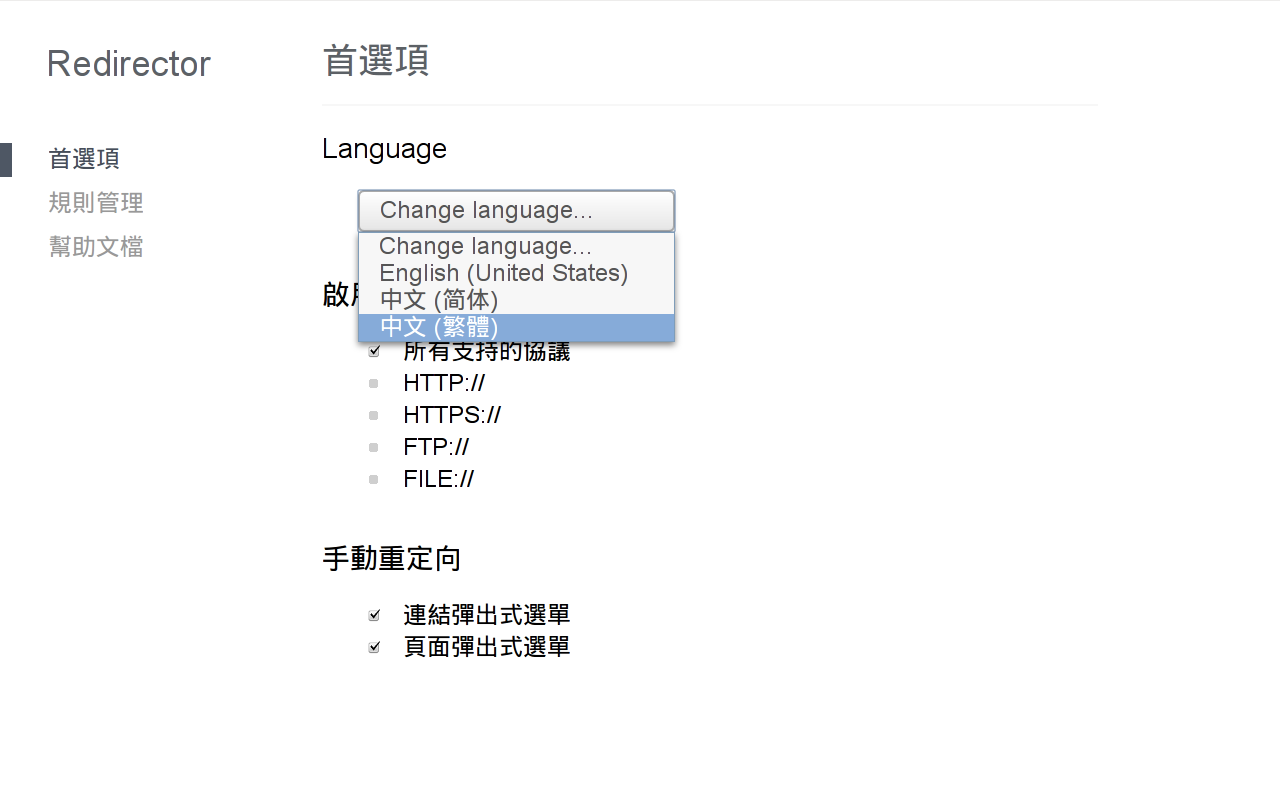 Redirector
首選項
規則管理
幫助文檔
首選項
Language
Change language...
Change language...
English (United States)
中文 (简体)
中文 (繁體)
啟
所有支持的協議
HTTP://
HTTPS://
FTP://
FILE://
手動重定向
連結彈出式選單
頁面彈出式選單